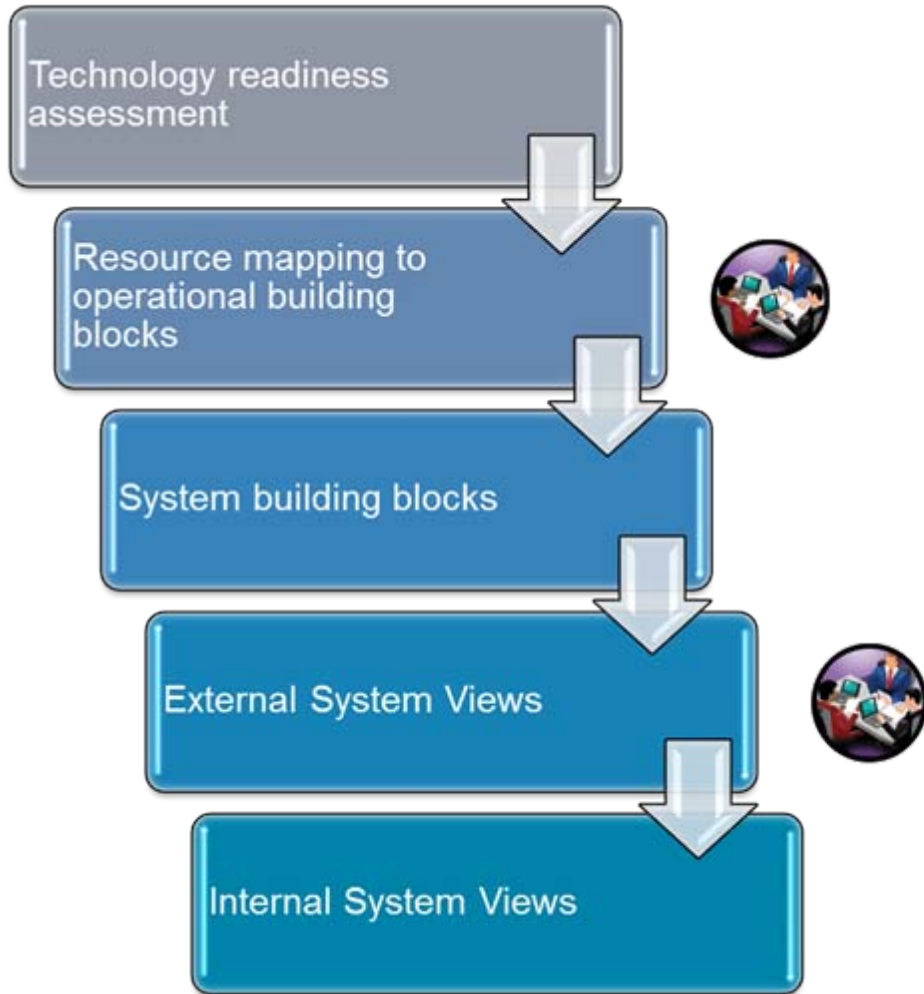 Technology readiness
assessment
Resource mapping to
operational building
blocks
System building blocks
External System Views
Internal System Views